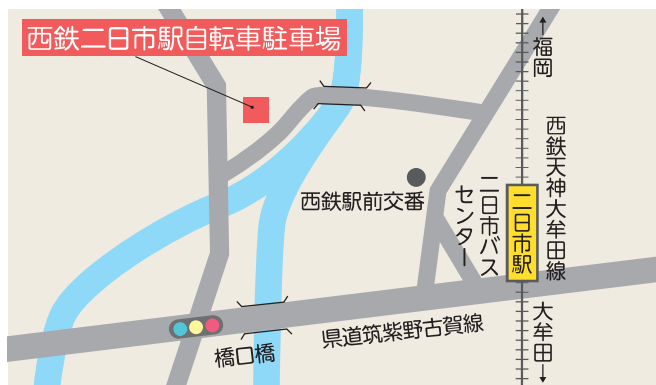 西鉄二日市駅自転車駐車場
←福岡
西鉄天神大牟田線
二日市駅
二日市バス
センター
西鉄駅前交番
大牟田→
県道筑紫野古賀線
橋口橋